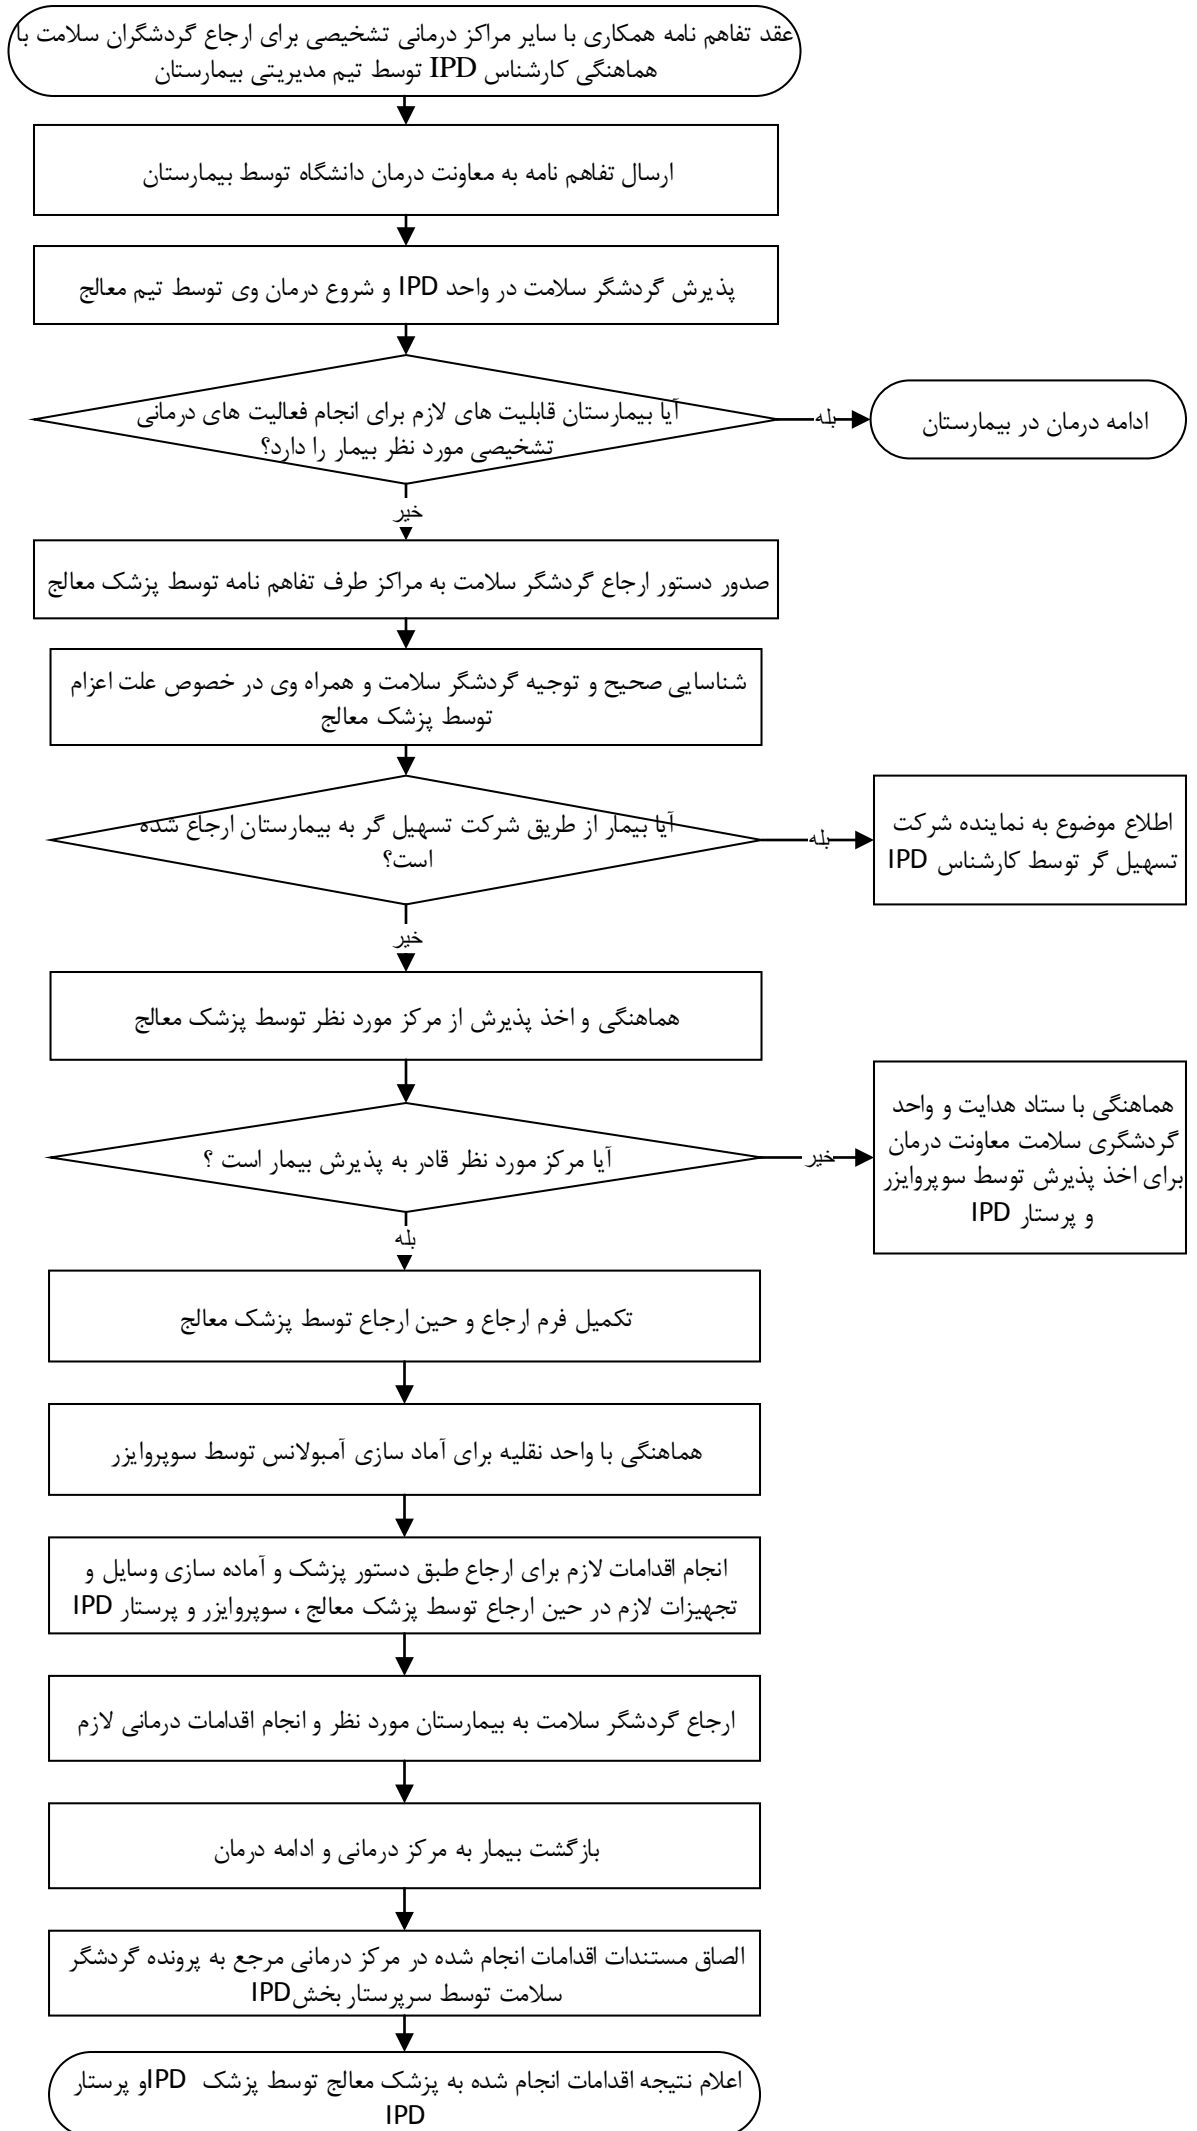 عقد تفاهم نامه همکاری با سایر مراکز درمانی تشخیصی برای ارجاع گردشگران سلامت با
هماهنگی کارشناس IPD توسط تیم مدیریتی بیمارستان
ارسال تفاهم نامه به معاونت درمان دانشگاه توسط بیمارستان
پذیرش گردشگر سلامت در واحد IPD و شروع درمان وی توسط تیم معالج
آیا بیمارستان قابلیت های لازم برای انجام فعالیت های درمانی
تشخیصی مورد نظر بیمار را دارد؟
بله
ادامه درمان در بیمارستان
خیر
صدور دستور ارجاع گردشگر سلامت به مراکز طرف تفاهم نامه توسط پزشک معالج
شناسایی صحیح و توجیه گردشگر سلامت و همراه وی در خصوص علت اعزام
توسط پزشک معالج
آیا بیمار از طریق شرکت تسهیل گر به بیمارستان ارجاع شده
است؟
بله
اطلاع موضوع به نماینده شرکت
تسهیل گر توسط کارشناس IPD
خیر
هماهنگی و اخذ پذیرش از مرکز مورد نظر توسط پزشک معالج
آیا مرکز مورد نظر قادر به پذیرش بیمار است ؟
خیر
هماهنگی با ستاد هدایت و واحد
گردشگری سلامت معاونت درمان
برای اخذ پذیرش توسط سوپروایزر
و پرستار IPD
بله
تکمیل فرم ارجاع و حین ارجاع توسط پزشک معالج
هماهنگی با واحد نقلیه برای آماد سازی آمبولانس توسط سوپروایزر
انجام اقدامات لازم برای ارجاع طبق دستور پزشک و آماده سازی وسایل و
تجهیزات لازم در حین ارجاع توسط پزشک معالج ، سوپروایزر و پرستار IPD
ارجاع گردشگر سلامت به بیمارستان مورد نظر و انجام اقدامات درمانی لازم
بازگشت بیمار به مرکز درمانی و ادامه درمان
الصاق مستندات اقدامات انجام شده در مرکز درمانی مرجع به پرونده گردشگر
سلامت توسط سرپرستار بخشIPD
اعلام نتیجه اقدامات انجام شده به پزشک معالج توسط پزشک IPDو پرستار
IPD